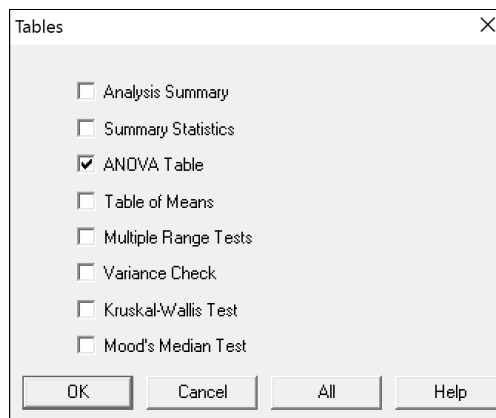 Tables
Analysis Summary
Summary Statistics
ANOVA Table
Table of Means
Multiple Range Tests
Variance Check
Kruskal-Wallis Test
Mood's Median Test
OK Cancel All Help